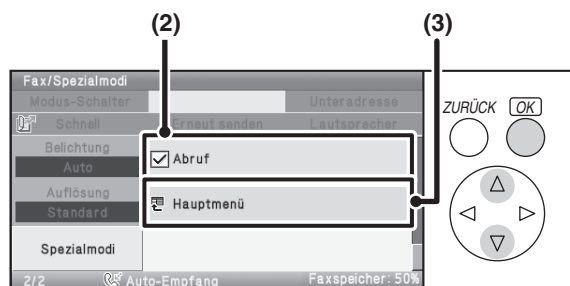 (2) (3)
Fax/Spezialmodi
Modus-Schalter Unteradresse
Schnell Erneut senden Lautsprecher
Belichtung
Auto
Abruf
Auflösung
Standard
Hauptmenü
Spezialmodi
2/2 Auto-Empfang Faxspeicher: 50%
ZURÜCK OK